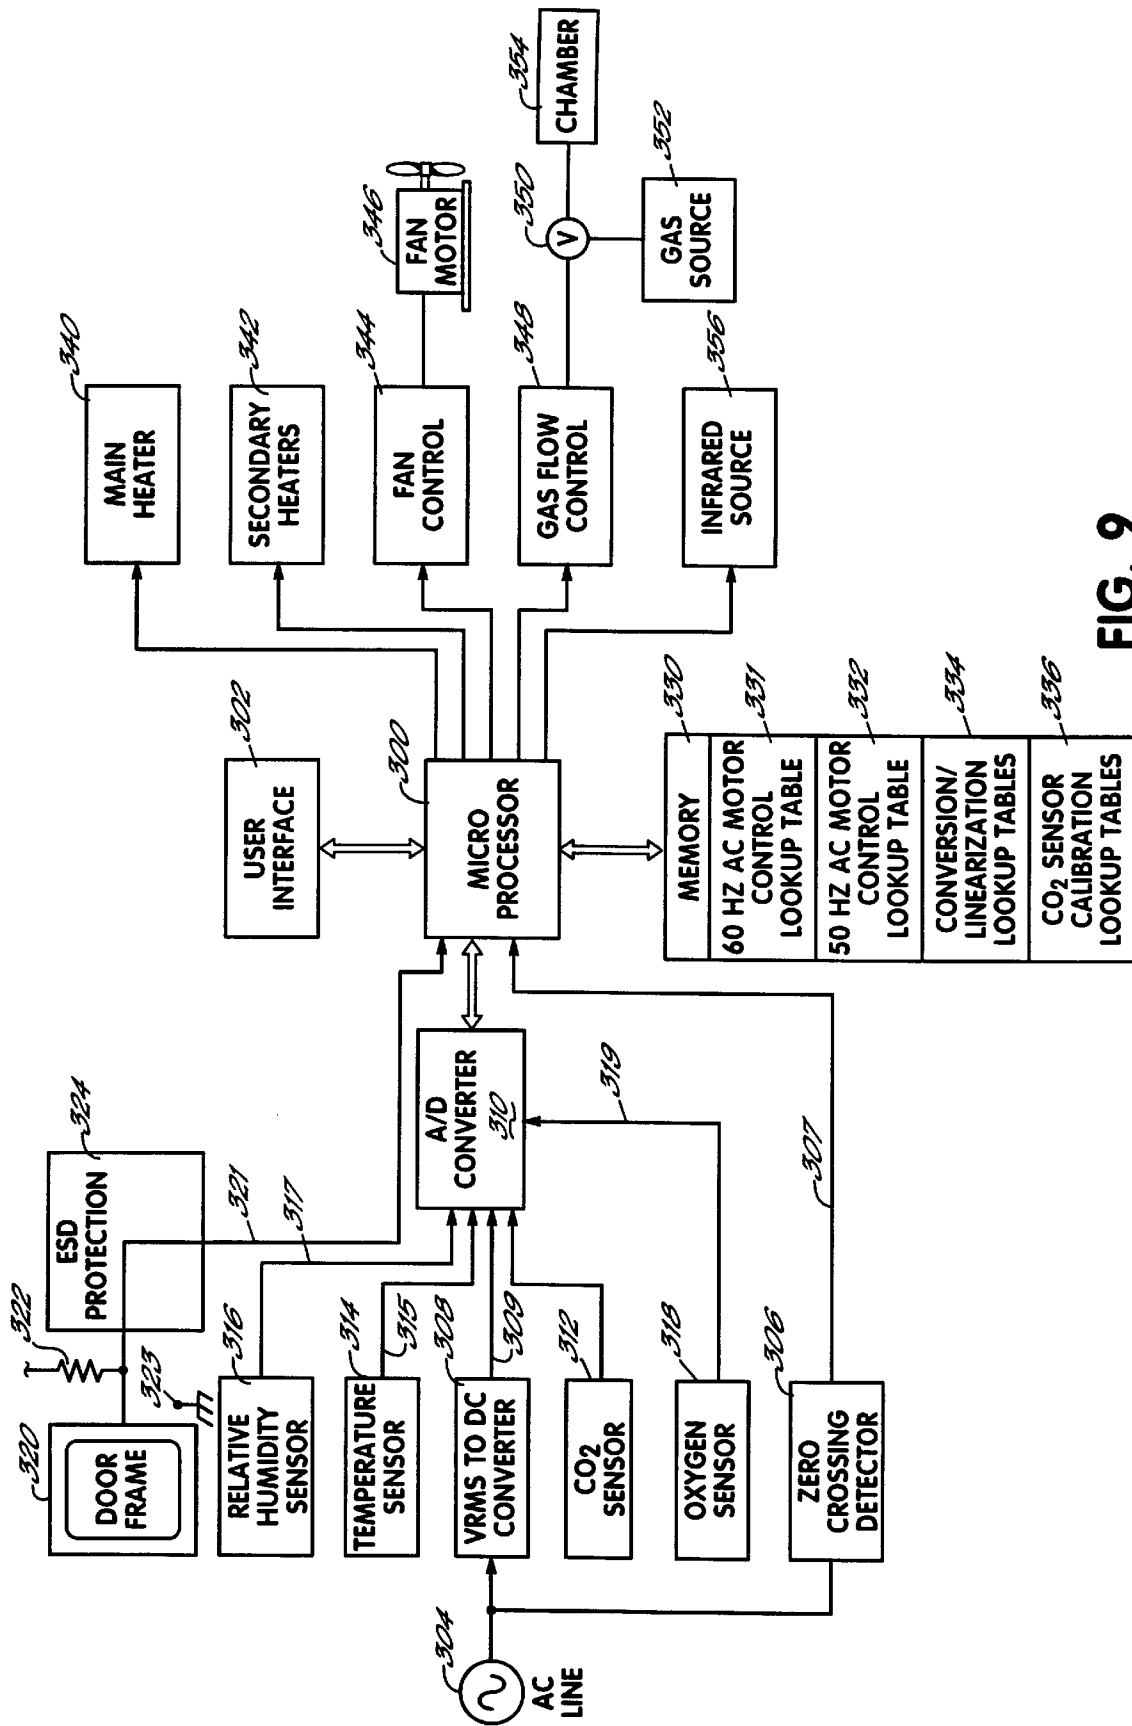 320
DOOR
FRAME
322
323
324
ESD
PROTECTION
321
317
316
RELATIVE
HUMIDITY
SENSOR
314
TEMPERATURE
SENSOR
315
304
AC
LINE
308
VRMS TO DC
CONVERTER
309
312
CO2
SENSOR
318
OXYGEN
SENSOR
319
306
ZERO
CROSSING
DETECTOR
307
A/D
CONVERTER
310
302
USER
INTERFACE
300
MICRO
PROCESSOR
MEMORY
330
60 HZ AC MOTOR
CONTROL
LOOKUP TABLE
331
50 HZ AC MOTOR
CONTROL
LOOKUP TABLE
332
CONVERSION/
LINEARIZATION
LOOKUP TABLES
334
CO2 SENSOR
CALIBRATION
LOOKUP TABLES
336
340
MAIN
HEATER
342
SECONDARY
HEATERS
344
FAN
CONTROL
346
FAN
MOTOR
348
GAS FLOW
CONTROL
350
V
354
CHAMBER
352
GAS
SOURCE
356
INFRARED
SOURCE
FIG. 9